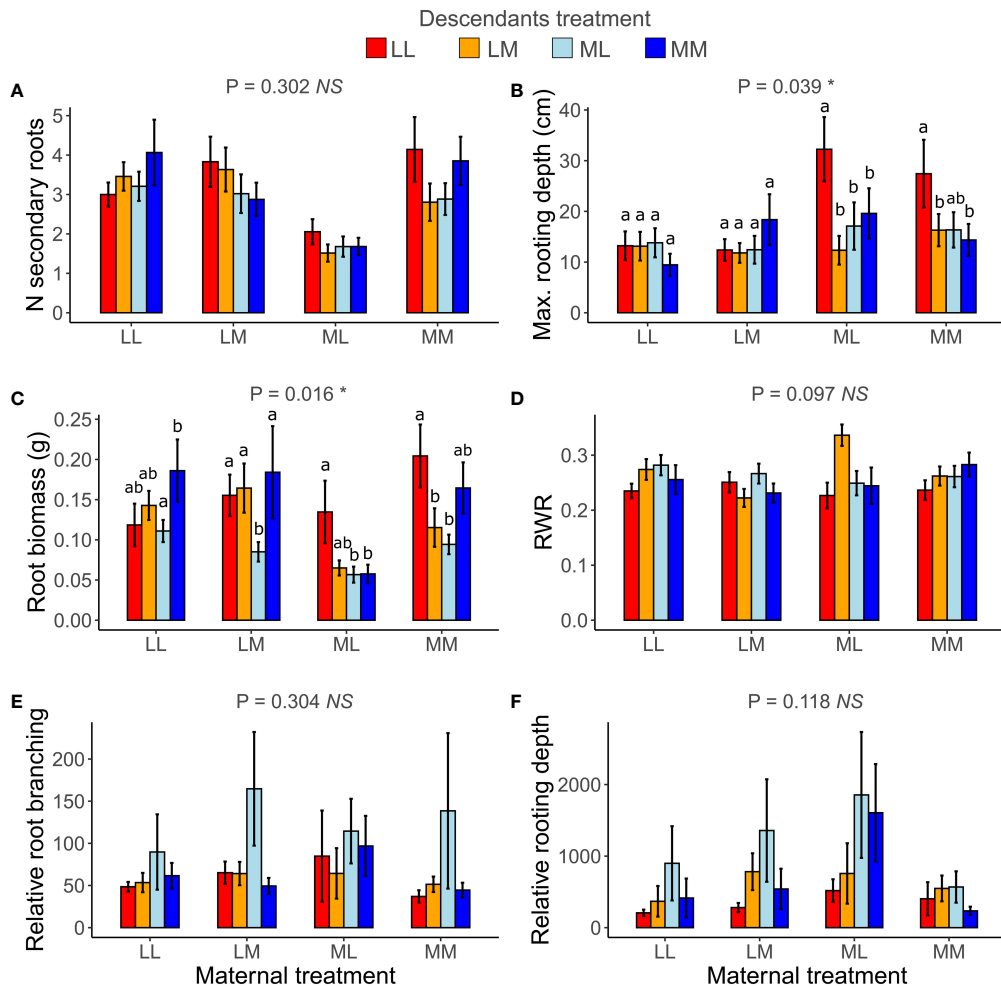 Descendants treatment
LL LM ML MM
A
P = 0.302 NS
N secondary roots
5
4
3
2
1
0
LL LM ML MM
B
P = 0.039 *
Max. rooting depth (cm)
40
30
20
10
0
a a a a
a a a a
a b b b
a b ab b
LL LM ML MM
C
P = 0.016 *
Root biomass (g)
0.25
0.20
0.15
0.10
0.05
0.00
ab ab a b
a a b a
a ab b b
a b b ab
LL LM ML MM
D
P = 0.097 NS
RWR
0.3
0.2
0.1
0.0
LL LM ML MM
E
P = 0.304 NS
Relative root branching
200
150
100
50
0
LL LM ML MM
Maternal treatment
F
P = 0.118 NS
Relative rooting depth
2000
1000
0
LL LM ML MM
Maternal treatment